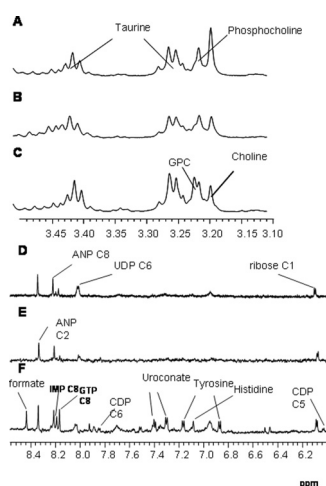 A
Taurine
Phosphocholine
B
C
GPC
Choline
3.45 3.40 3.35 3.30 3.25 3.20 3.15 3.10
D
ANP C8
UDP C6
ribose C1
E
ANP
C2
F
formate
IMP C8
GTP
C8
CDP
C6
Uroconate
Tyrosine
Histidine
CDP
C5
8.4 8.2 8.0 7.8 7.6 7.4 7.2 7.0 6.8 6.6 6.4 6.2
ppm